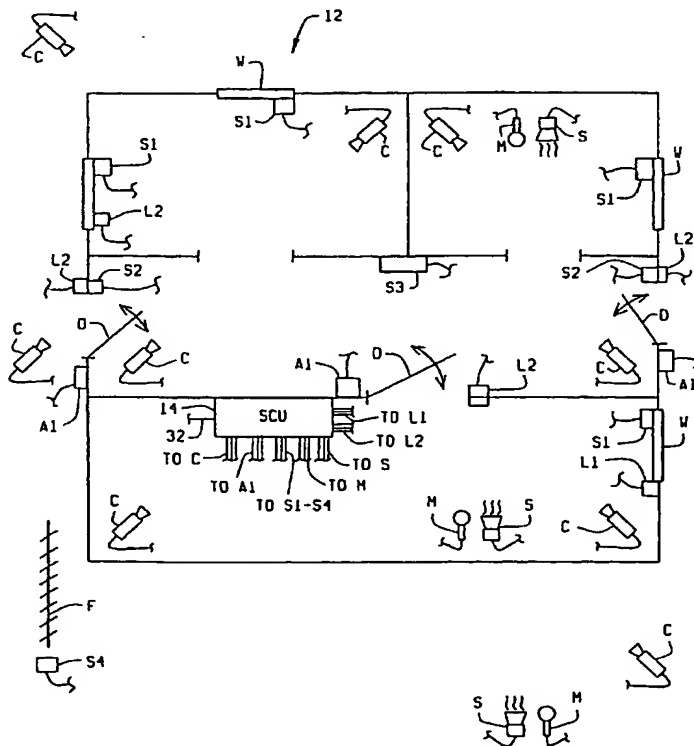 12
C
W
S1
C
C
M
S
S1
W
S1
L2
L2
S2
S3
S2
L2
C
D
C
A1
D
L2
C
D
A1
A1
14
SCU
32
TO L1
TO L2
TO C
TO A1
TO S1-S4
TO M
TO S
S1
W
L1
C
M
S
C
F
S4
C
S
M